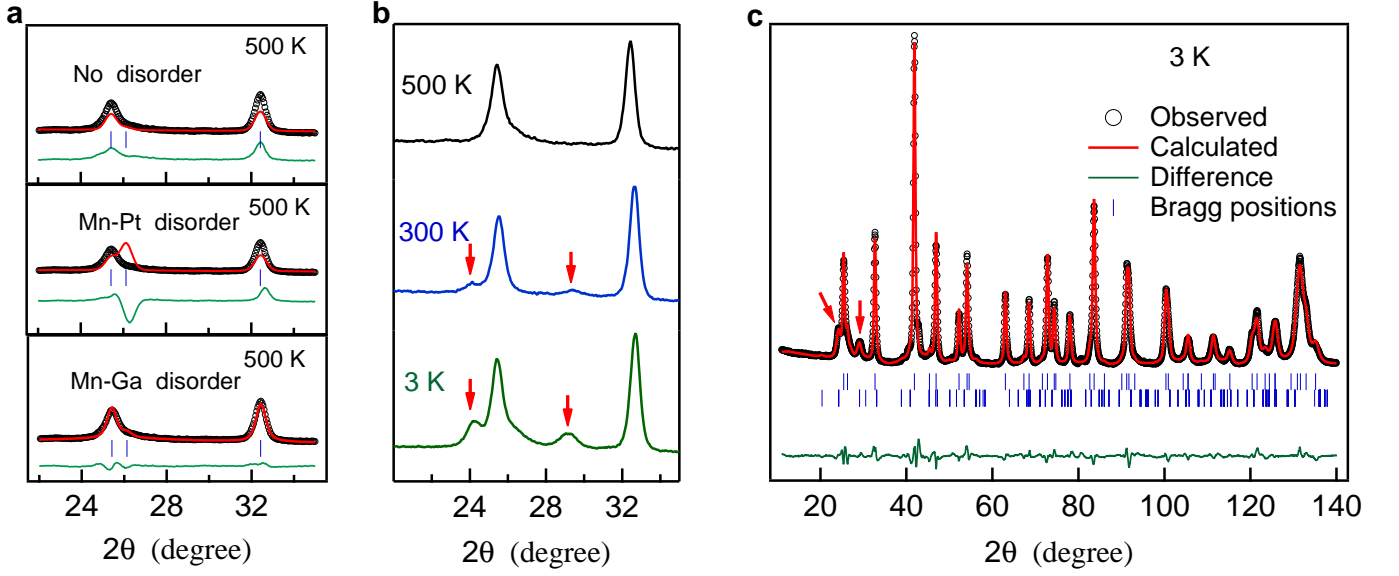 a
500 K
No disorder
500 K
Mn-Pt disorder
500 K
Mn-Ga disorder
24 28 32
2θ (degree)
b
500 K
300 K
3 K
24 28 32
2θ (degree)
c
3 K
Observed
Calculated
Difference
Bragg positions
20 40 60 80 100 120 140
2θ (degree)